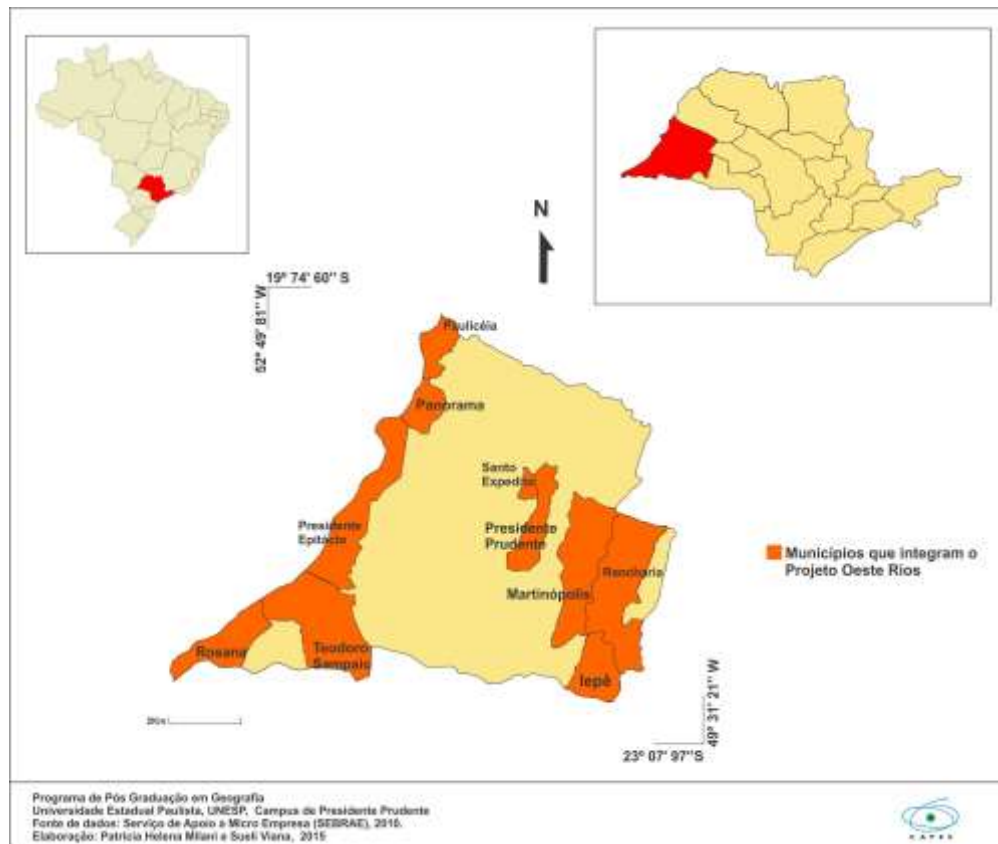 N
19º 74' 60'' S
52º 49' 81'' W
Paulicéia
Panorama
Santo
Expedito
Presidente
Epitácio
Presidente
Prudente
Municípios que integram o
Projeto Oeste Rios
Rancharia
Martinópolis
Rosana
Teodoro
Sampaio
Iepê
49º 31' 21'' W
23º 07' 97''S
Programa de Pós Graduação em Geografia
Universidade Estadual Paulista, UNESP, Campus de Presidente Prudente
Fonte de dados: Serviço de Apoio a Micro Empresa (SEBRAE), 2010.
Elaboração: Patrícia Helena Milani e Sueli Viana, 2015
CAPES